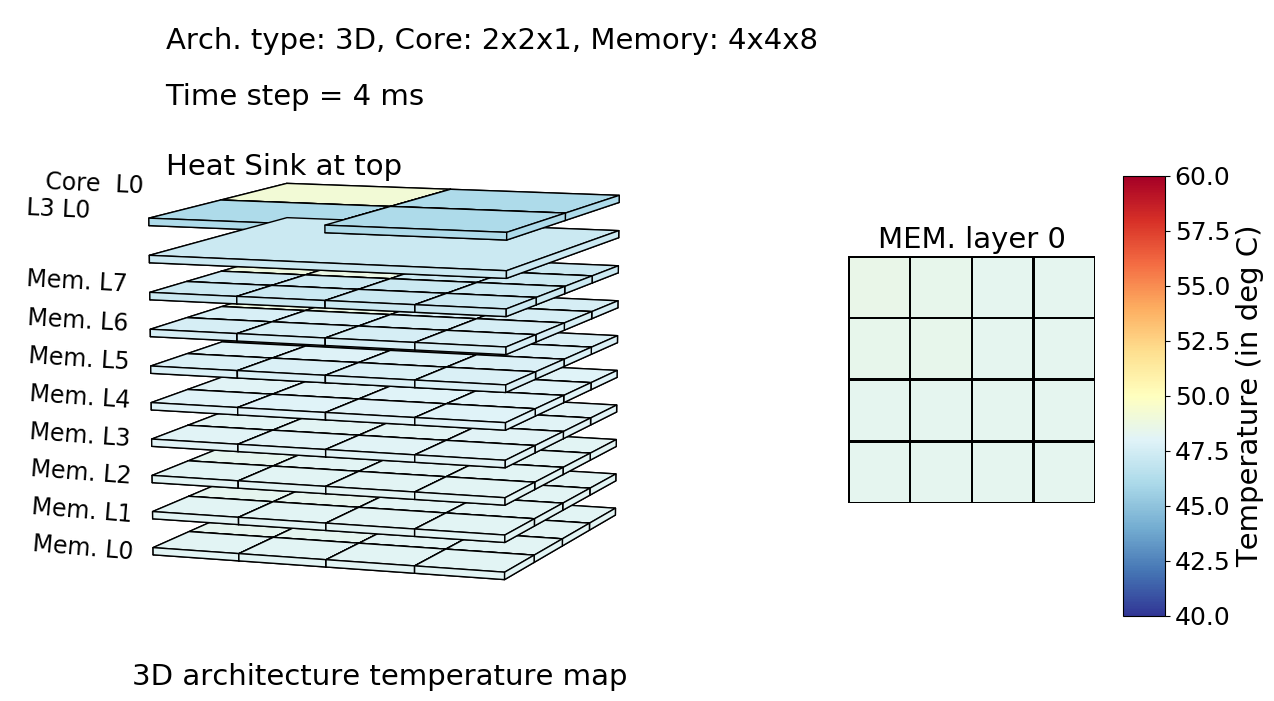 Arch. type: 3D, Core: 2x2x1, Memory: 4x4x8
Time step = 4 ms
Heat Sink at top
Core  L0
L3 L0
Mem. L7
Mem. L6
Mem. L5
Mem. L4
Mem. L3
Mem. L2
Mem. L1
Mem. L0
3D architecture temperature map
MEM. layer 0
60.0
57.5
55.0
52.5
50.0
47.5
45.0
42.5
40.0
Temperature (in deg C)